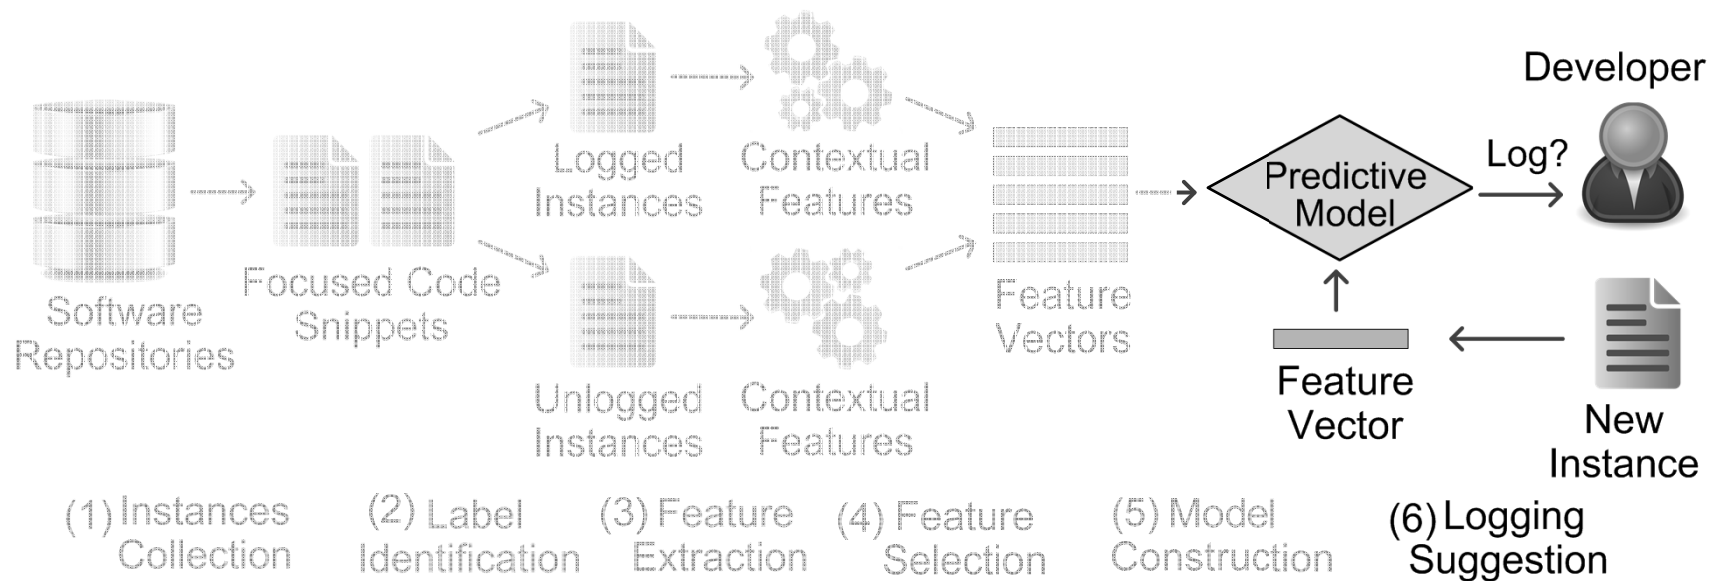 Developer
Log?
Logged
Instances
Contextual
Features
Predictive
Model
Focused Code
Snippets
Software
Repositories
Feature
Vectors
Feature
Vector
New
Instance
Unlogged
Instances
Contextual
Features
(1) Instances
Collection
(2) Label
Identification
(3) Feature
Extraction
(4) Feature
Selection
(5) Model
Construction
(6) Logging
Suggestion